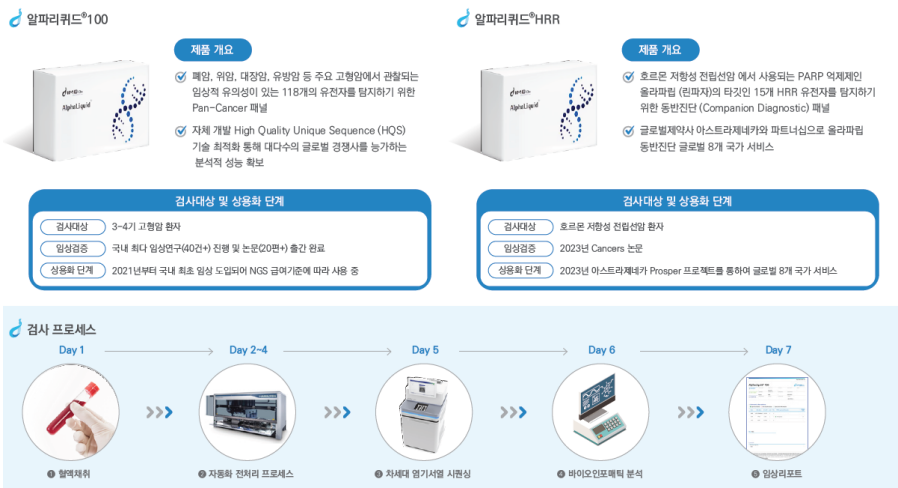 알파리퀴드®100
제품 개요
폐암, 위암, 대장암, 유방암 등 주요 고형암에서 관찰되는
임상적 유의성이 있는 118개의 유전자를 탐지하기 위한
Pan-Cancer 패널
자체 개발 High Quality Unique Sequence (HQS)
기술 최적화 통해 대다수의 글로벌 경쟁사를 능가하는
분석적 성능 확보
AlphaLiquid
검사대상 및 상용화 단계
검사대상 3~4기 고형암 환자
임상검증 국내 최다 임상연구(40건+) 진행 및 논문(20편+) 출간 완료
상용화 단계 2021년부터 국내 최초 임상 도입되어 NGS 급여기준에 따라 사용 중
알파리퀴드®HRR
제품 개요
호르몬 저항성 전립선암 에서 사용되는 PARP 억제제인
올라파립 (린파자)의 타깃인 15개 HRR 유전자를 탐지하기
위한 동반진단 (Companion Diagnostic) 패널
글로벌제약사 아스트라제네카와 파트너십으로 올라파립
동반진단 글로벌 8개 국가 서비스
AlphaLiquid
검사대상 및 상용화 단계
검사대상 호르몬 저항성 전립선암 환자
임상검증 2023년 Cancers 논문
상용화 단계 2023년 아스트라제네카 Prosper 프로젝트를 통하여 글로벌 8개 국가 서비스
검사 프로세스
Day 1
Day 2~4
Day 5
Day 6
Day 7
❶ 혈액채취
❷ 자동화 전처리 프로세스
❸ 차세대 염기서열 시퀀싱
❹ 바이오인포매틱 분석
❺ 임상리포트